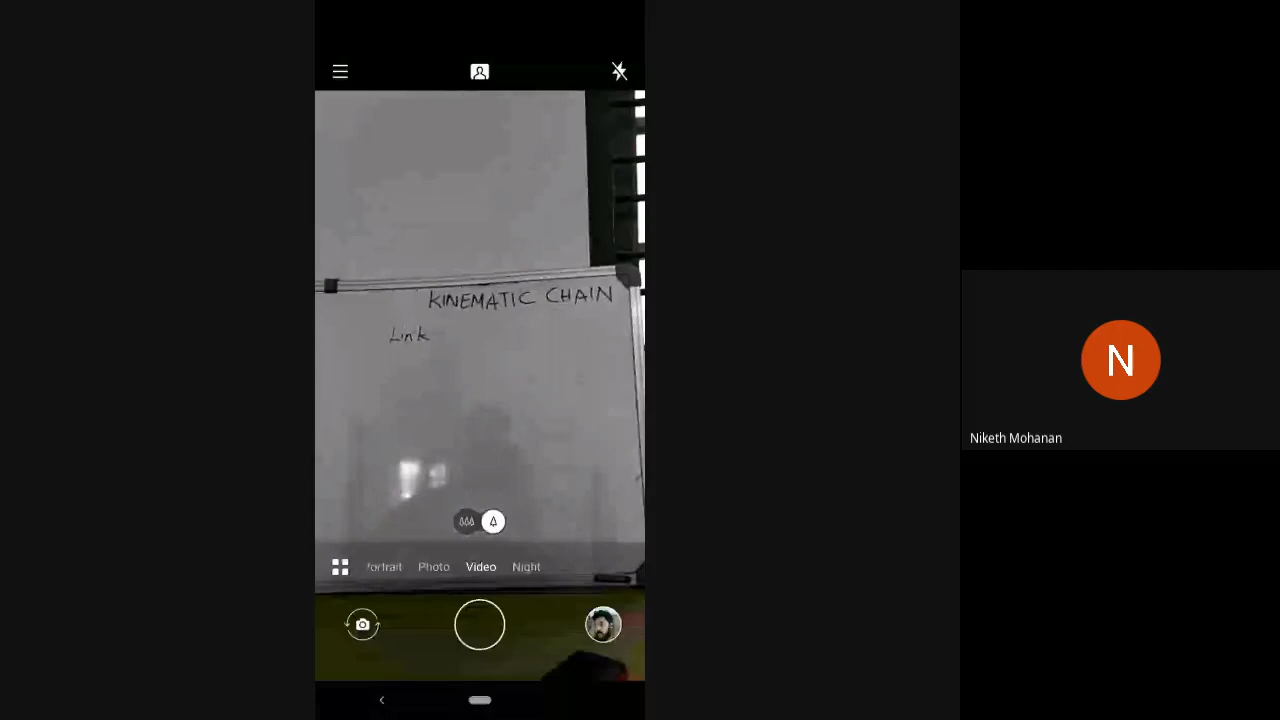 KINEMATIC CHAIN
Link
Portrait Photo Video Night
N
Niketh Mohanan